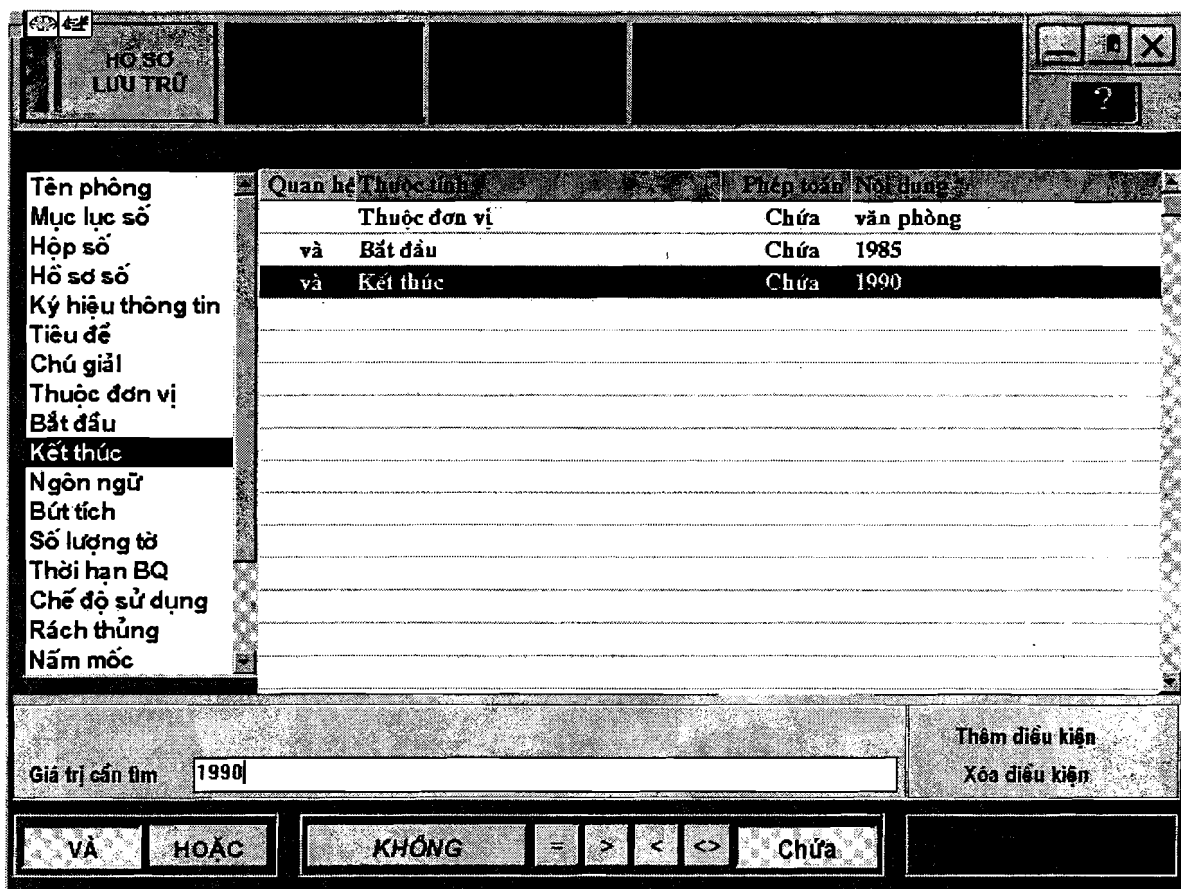 HỒ SƠ
LƯU TRỮ
?
Tên phông
Mục lục số
Hộp số
Hồ sơ số
Ký hiệu thông tin
Tiêu đề
Chú giải
Thuộc đơn vị
Bắt đầu
Kết thúc
Ngôn ngữ
Bút tích
Số lượng tờ
Thời hạn BQ
Chế độ sử dụng
Rách thủng
Nấm mốc
Quan hệ Thuộc tính Phép toán Nội dung
Thuộc đơn vị Chứa văn phòng
và Bắt đầu Chứa 1985
và Kết thúc Chứa 1990
Thêm điều kiện
Giá trị cần tìm 1990 Xóa điều kiện
VÀ HOẶC KHÔNG = > < <> Chứa